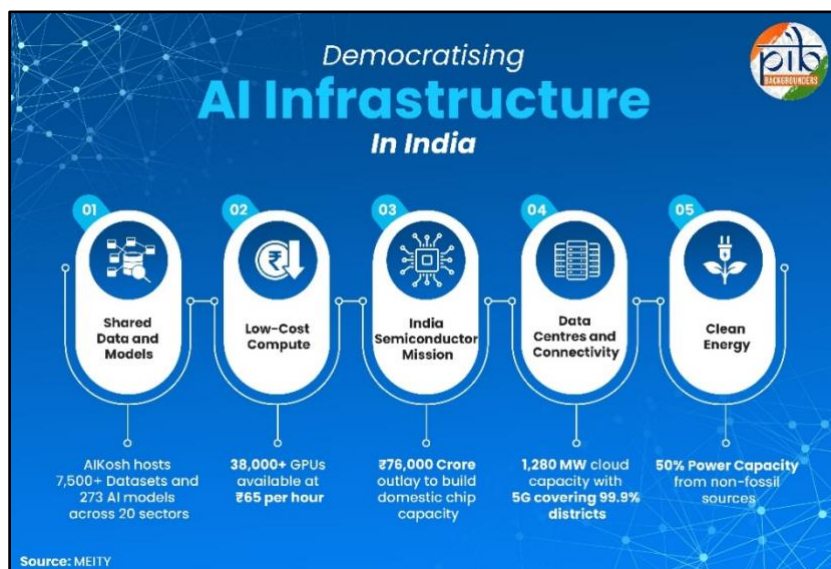 Democratising
AI Infrastructure
In India
pib
BACKGROUNDERS
01
Shared
Data and
Models
AIKosh hosts
7,500+ Datasets and
273 AI models
across 20 sectors
02
₹
Low-Cost
Compute
38,000+ GPUs
available at
₹65 per hour
03
India
Semiconductor
Mission
₹76,000 Crore
outlay to build
domestic chip
capacity
04
Data
Centres and
Connectivity
1,280 MW cloud
capacity with
5G covering 99.9%
districts
05
Clean
Energy
50% Power Capacity
from non-fossil
sources
Source: MEITY